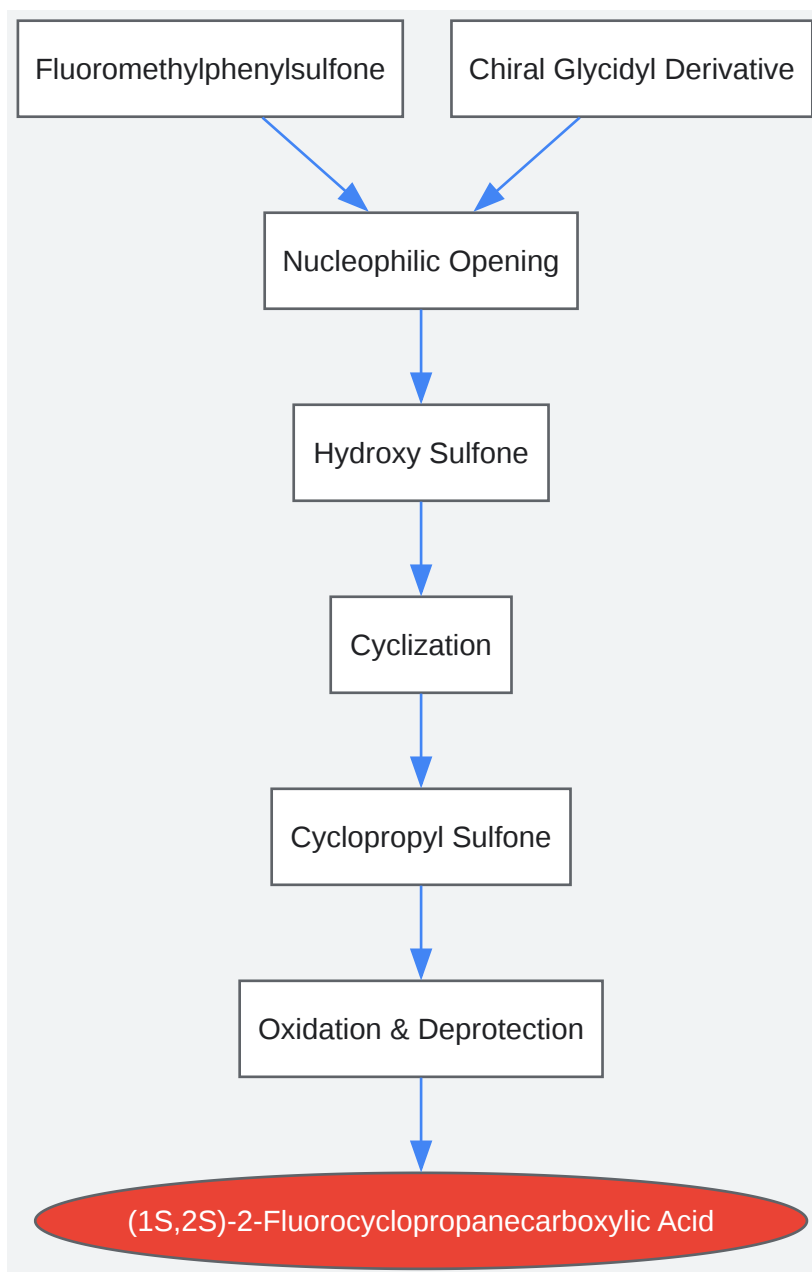 Fluoromethylphenylsulfone
Chiral Glycidyl Derivative
Nucleophilic Opening
Hydroxy Sulfone
Cyclization
Cyclopropyl Sulfone
Oxidation & Deprotection
(1S,2S)-2-Fluorocyclopropanecarboxylic Acid